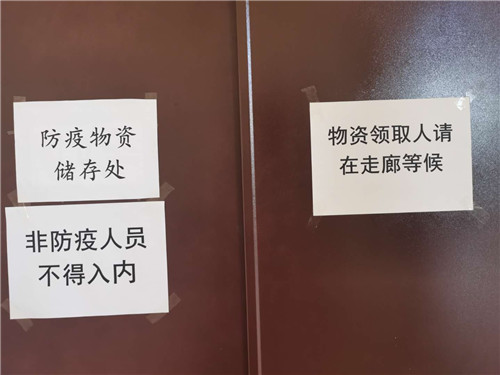 防疫物资
储存处
非防疫人员
不得入内
物资领取人请
在走廊等候